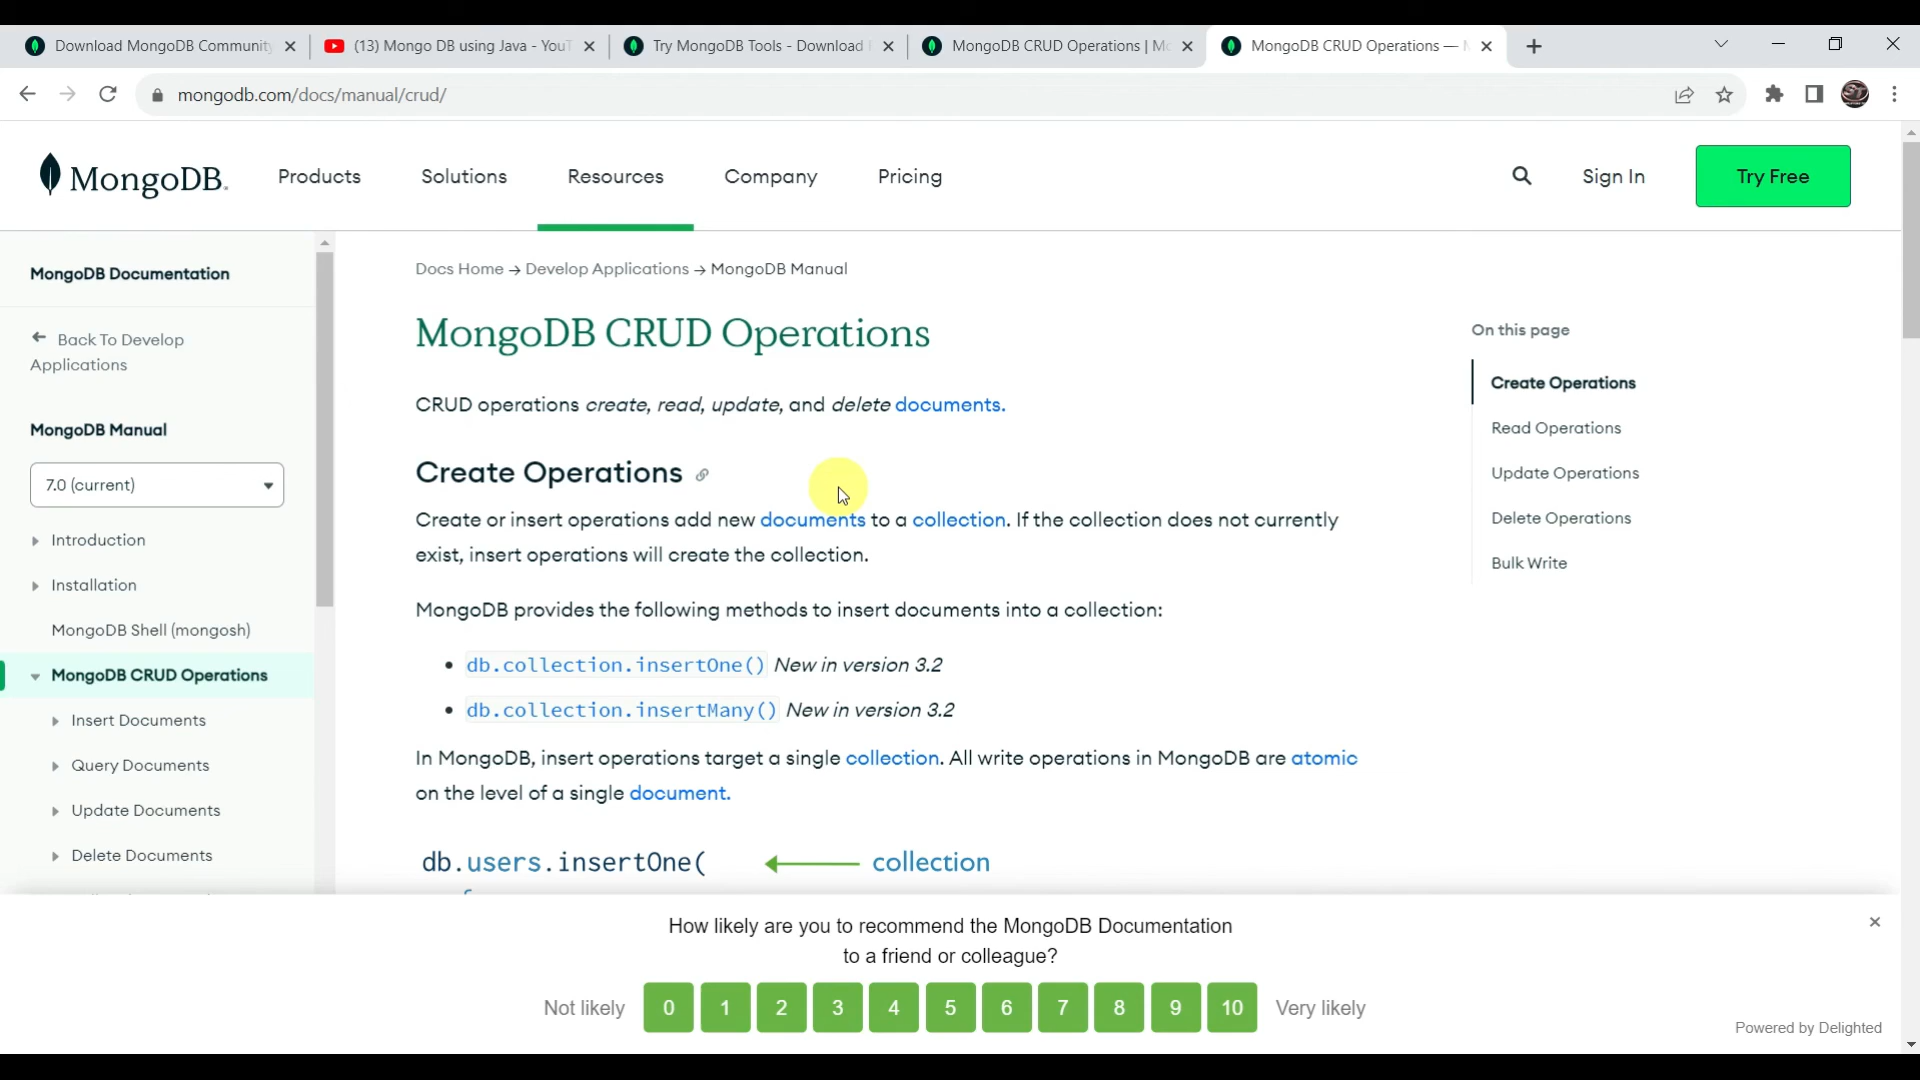 Download MongoDB Community
(13) Mongo DB using Java - YouT
Try MongoDB Tools - Download
MongoDB CRUD Operations | Mo
MongoDB CRUD Operations — M
mongodb.com/docs/manual/crud/
MongoDB.
Products
Solutions
Resources
Company
Pricing
Sign In
Try Free
MongoDB Documentation
← Back To Develop
Applications
MongoDB Manual
7.0 (current)
Introduction
Installation
MongoDB Shell (mongosh)
MongoDB CRUD Operations
Insert Documents
Query Documents
Update Documents
Delete Documents
Docs Home → Develop Applications → MongoDB Manual
MongoDB CRUD Operations
CRUD operations create, read, update, and delete documents.
Create Operations
Create or insert operations add new documents to a collection. If the collection does not currently
exist, insert operations will create the collection.
MongoDB provides the following methods to insert documents into a collection:
• db.collection.insertOne() New in version 3.2
• db.collection.insertMany() New in version 3.2
In MongoDB, insert operations target a single collection. All write operations in MongoDB are atomic
on the level of a single document.
db.users.insertOne( ← collection
On this page
Create Operations
Read Operations
Update Operations
Delete Operations
Bulk Write
How likely are you to recommend the MongoDB Documentation
to a friend or colleague?
Not likely 0 1 2 3 4 5 6 7 8 9 10 Very likely
Powered by Delighted